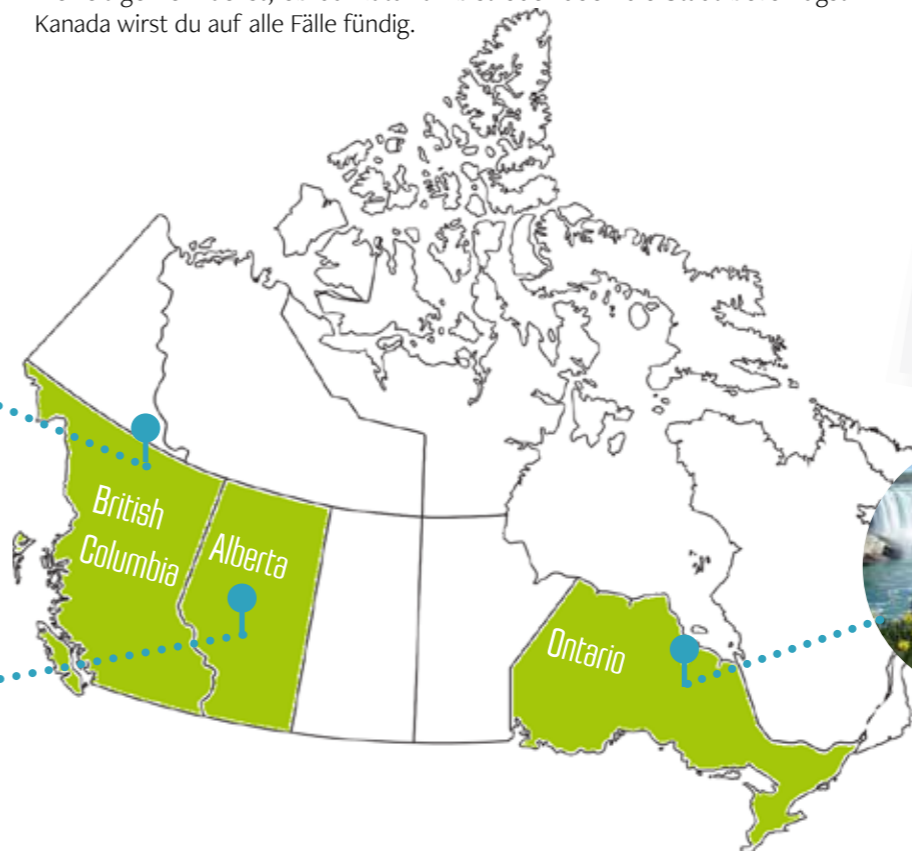 Kanada wirst du auf alle Fälle fündig.
British
Columbia
Alberta
Ontario